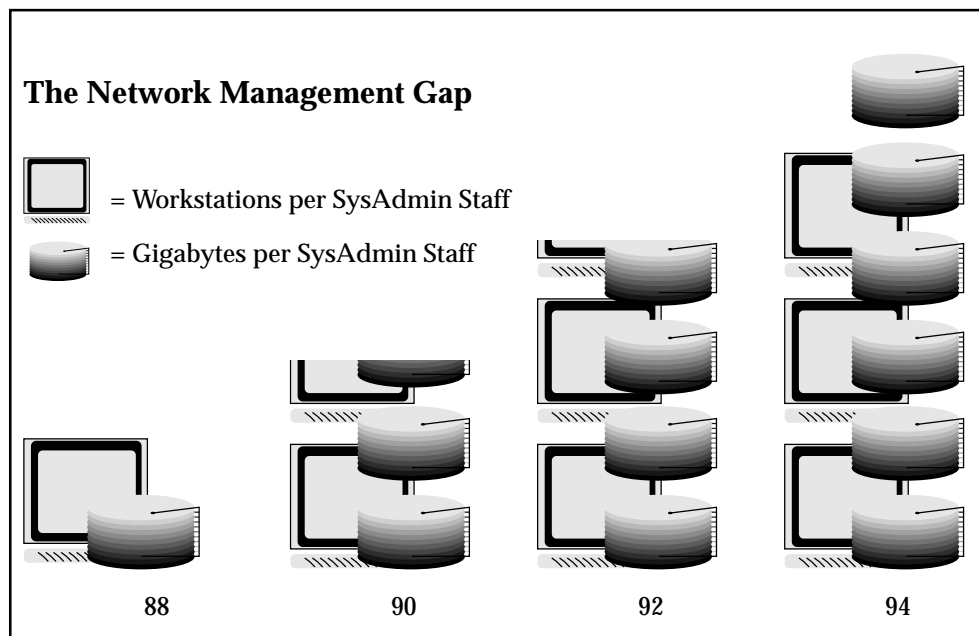 The Network Management Gap
= Workstations per SysAdmin Staff
= Gigabytes per SysAdmin Staff
88 90 92 94